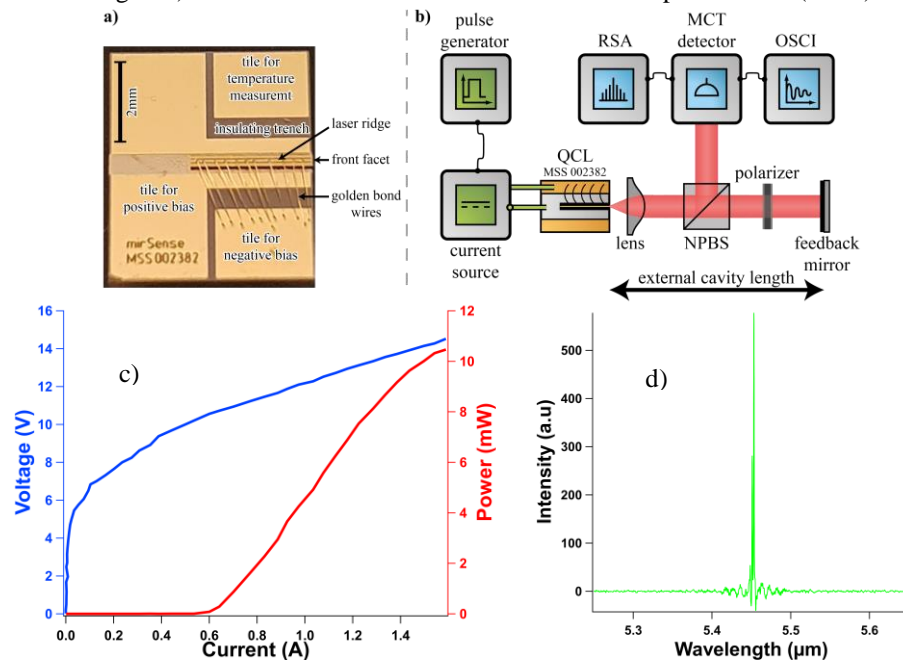 a)
tile for
temperature
measuremt
2mm
insulating trench
laser ridge
front facet
golden bond
wires
tile for
positive bias
tile for
negative bias
mirSense
MSS 002382
b)
pulse
generator
RSA
MCT
detector
OSCI
QCL
MSS 002382
polarizer
current
source
lens
NPBS
feedback
mirror
external cavity length
c)
Voltage (V)
16
14
12
10
8
6
4
2
0
0.0
0.2
0.4
0.6
0.8
1.0
1.2
1.4
Current (A)
12
10
8
6
4
2
0
Power (mW)
d)
Intensity (a.u)
500
400
300
200
100
0
5.3
5.4
5.5
5.6
Wavelength (µm)